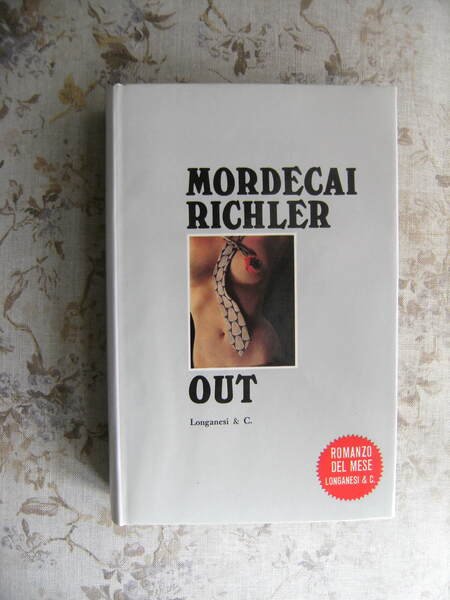 MORDECAI
RICHLER
OUT
Longanesi & C.
ROMANZO
DEL MESE
LONGANESI & C.